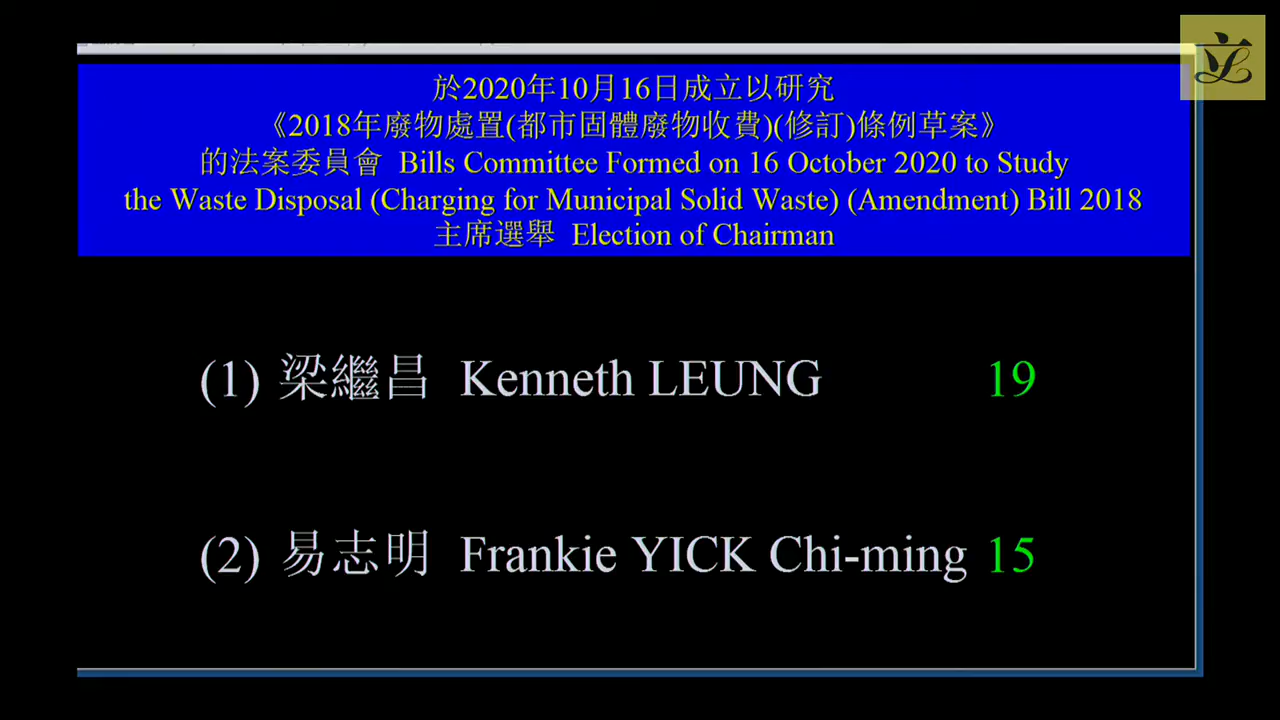 於2020年10月16日成立以研究
《2018年廢物處置(都市固體廢物收費)(修訂)條例草案》
的法案委員會 Bills Committee Formed on 16 October 2020 to Study
the Waste Disposal (Charging for Municipal Solid Waste) (Amendment) Bill 2018
主席選舉 Election of Chairman
(1) 梁繼昌 Kenneth LEUNG 19
(2) 易志明 Frankie YICK Chi-ming 15